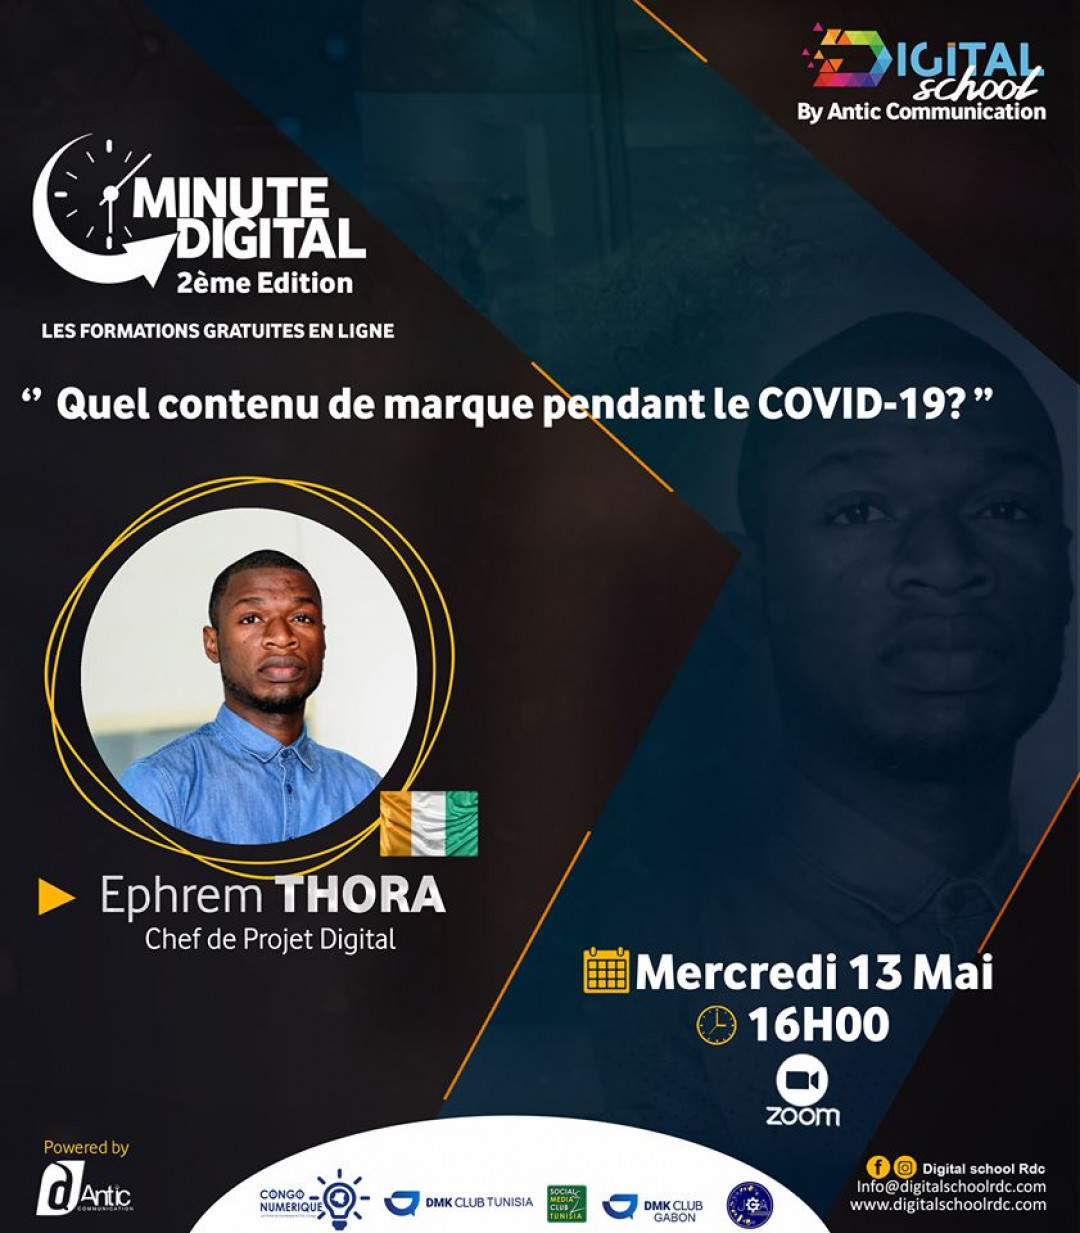 DIGITAL
school
By Antic Communication
MINUTE
DIGITAL
2ème Edition
LES FORMATIONS GRATUITES EN LIGNE
‘’ Quel contenu de marque pendant le COVID-19? ’’
Ephrem THORA
Chef de Projet Digital
Mercredi 13 Mai
16H00
zoom
Powered by
Antic
COMMUNICATION
CONGO
NUMERIQUE
DMK CLUB TUNISIA
SOCIAL
MEDIA
CLUB
TUNISIA
DMK CLUB
GABON
Digital school Rdc
Info@digitalschoolrdc.com
www.digitalschoolrdc.com